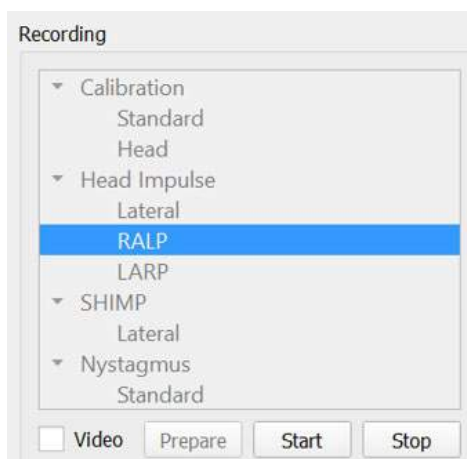 Recording
Calibration
Standard
Head
Head Impulse
Lateral
RALP
LARP
SHIMP
Lateral
Nystagmus
Standard
Video Prepare Start Stop